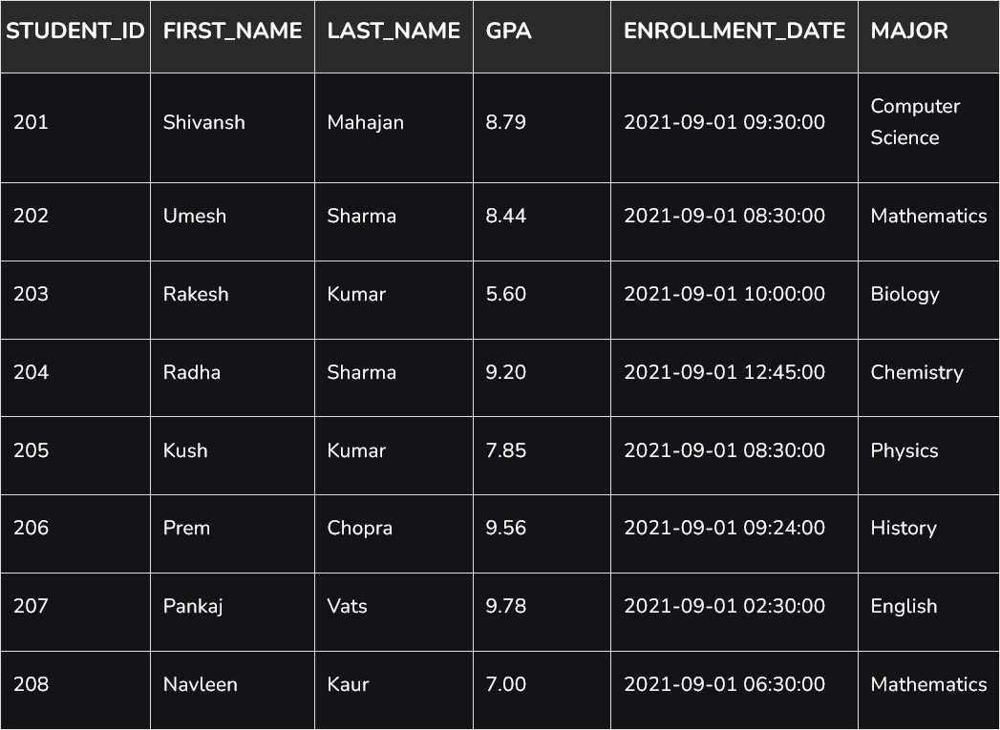 STUDENT_ID FIRST_NAME LAST_NAME GPA ENROLLMENT_DATE MAJOR
201 Shivansh Mahajan 8.79 2021-09-01 09:30:00 Computer
Science
202 Umesh Sharma 8.44 2021-09-01 08:30:00 Mathematics
203 Rakesh Kumar 5.60 2021-09-01 10:00:00 Biology
204 Radha Sharma 9.20 2021-09-01 12:45:00 Chemistry
205 Kush Kumar 7.85 2021-09-01 08:30:00 Physics
206 Prem Chopra 9.56 2021-09-01 09:24:00 History
207 Pankaj Vats 9.78 2021-09-01 02:30:00 English
208 Navleen Kaur 7.00 2021-09-01 06:30:00 Mathematics